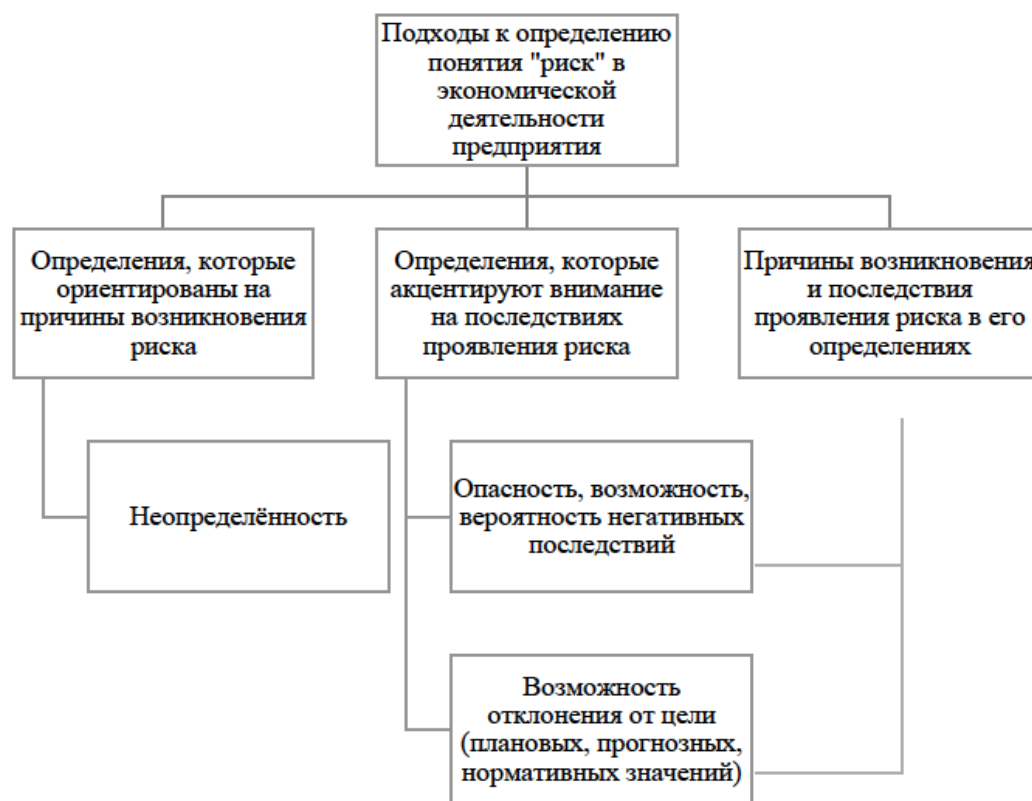 Подходы к определению
понятия "риск" в
экономической
деятельности
предприятия
Определения, которые
ориентированы на
причины возникновения
риска
Определения, которые
акцентируют внимание
на последствиях
проявления риска
Причины возникновения
и последствия
проявления риска в его
определениях
Неопределённость
Опасность, возможность,
вероятность негативных
последствий
Возможность
отклонения от цели
(плановых, прогнозных,
нормативных значений)